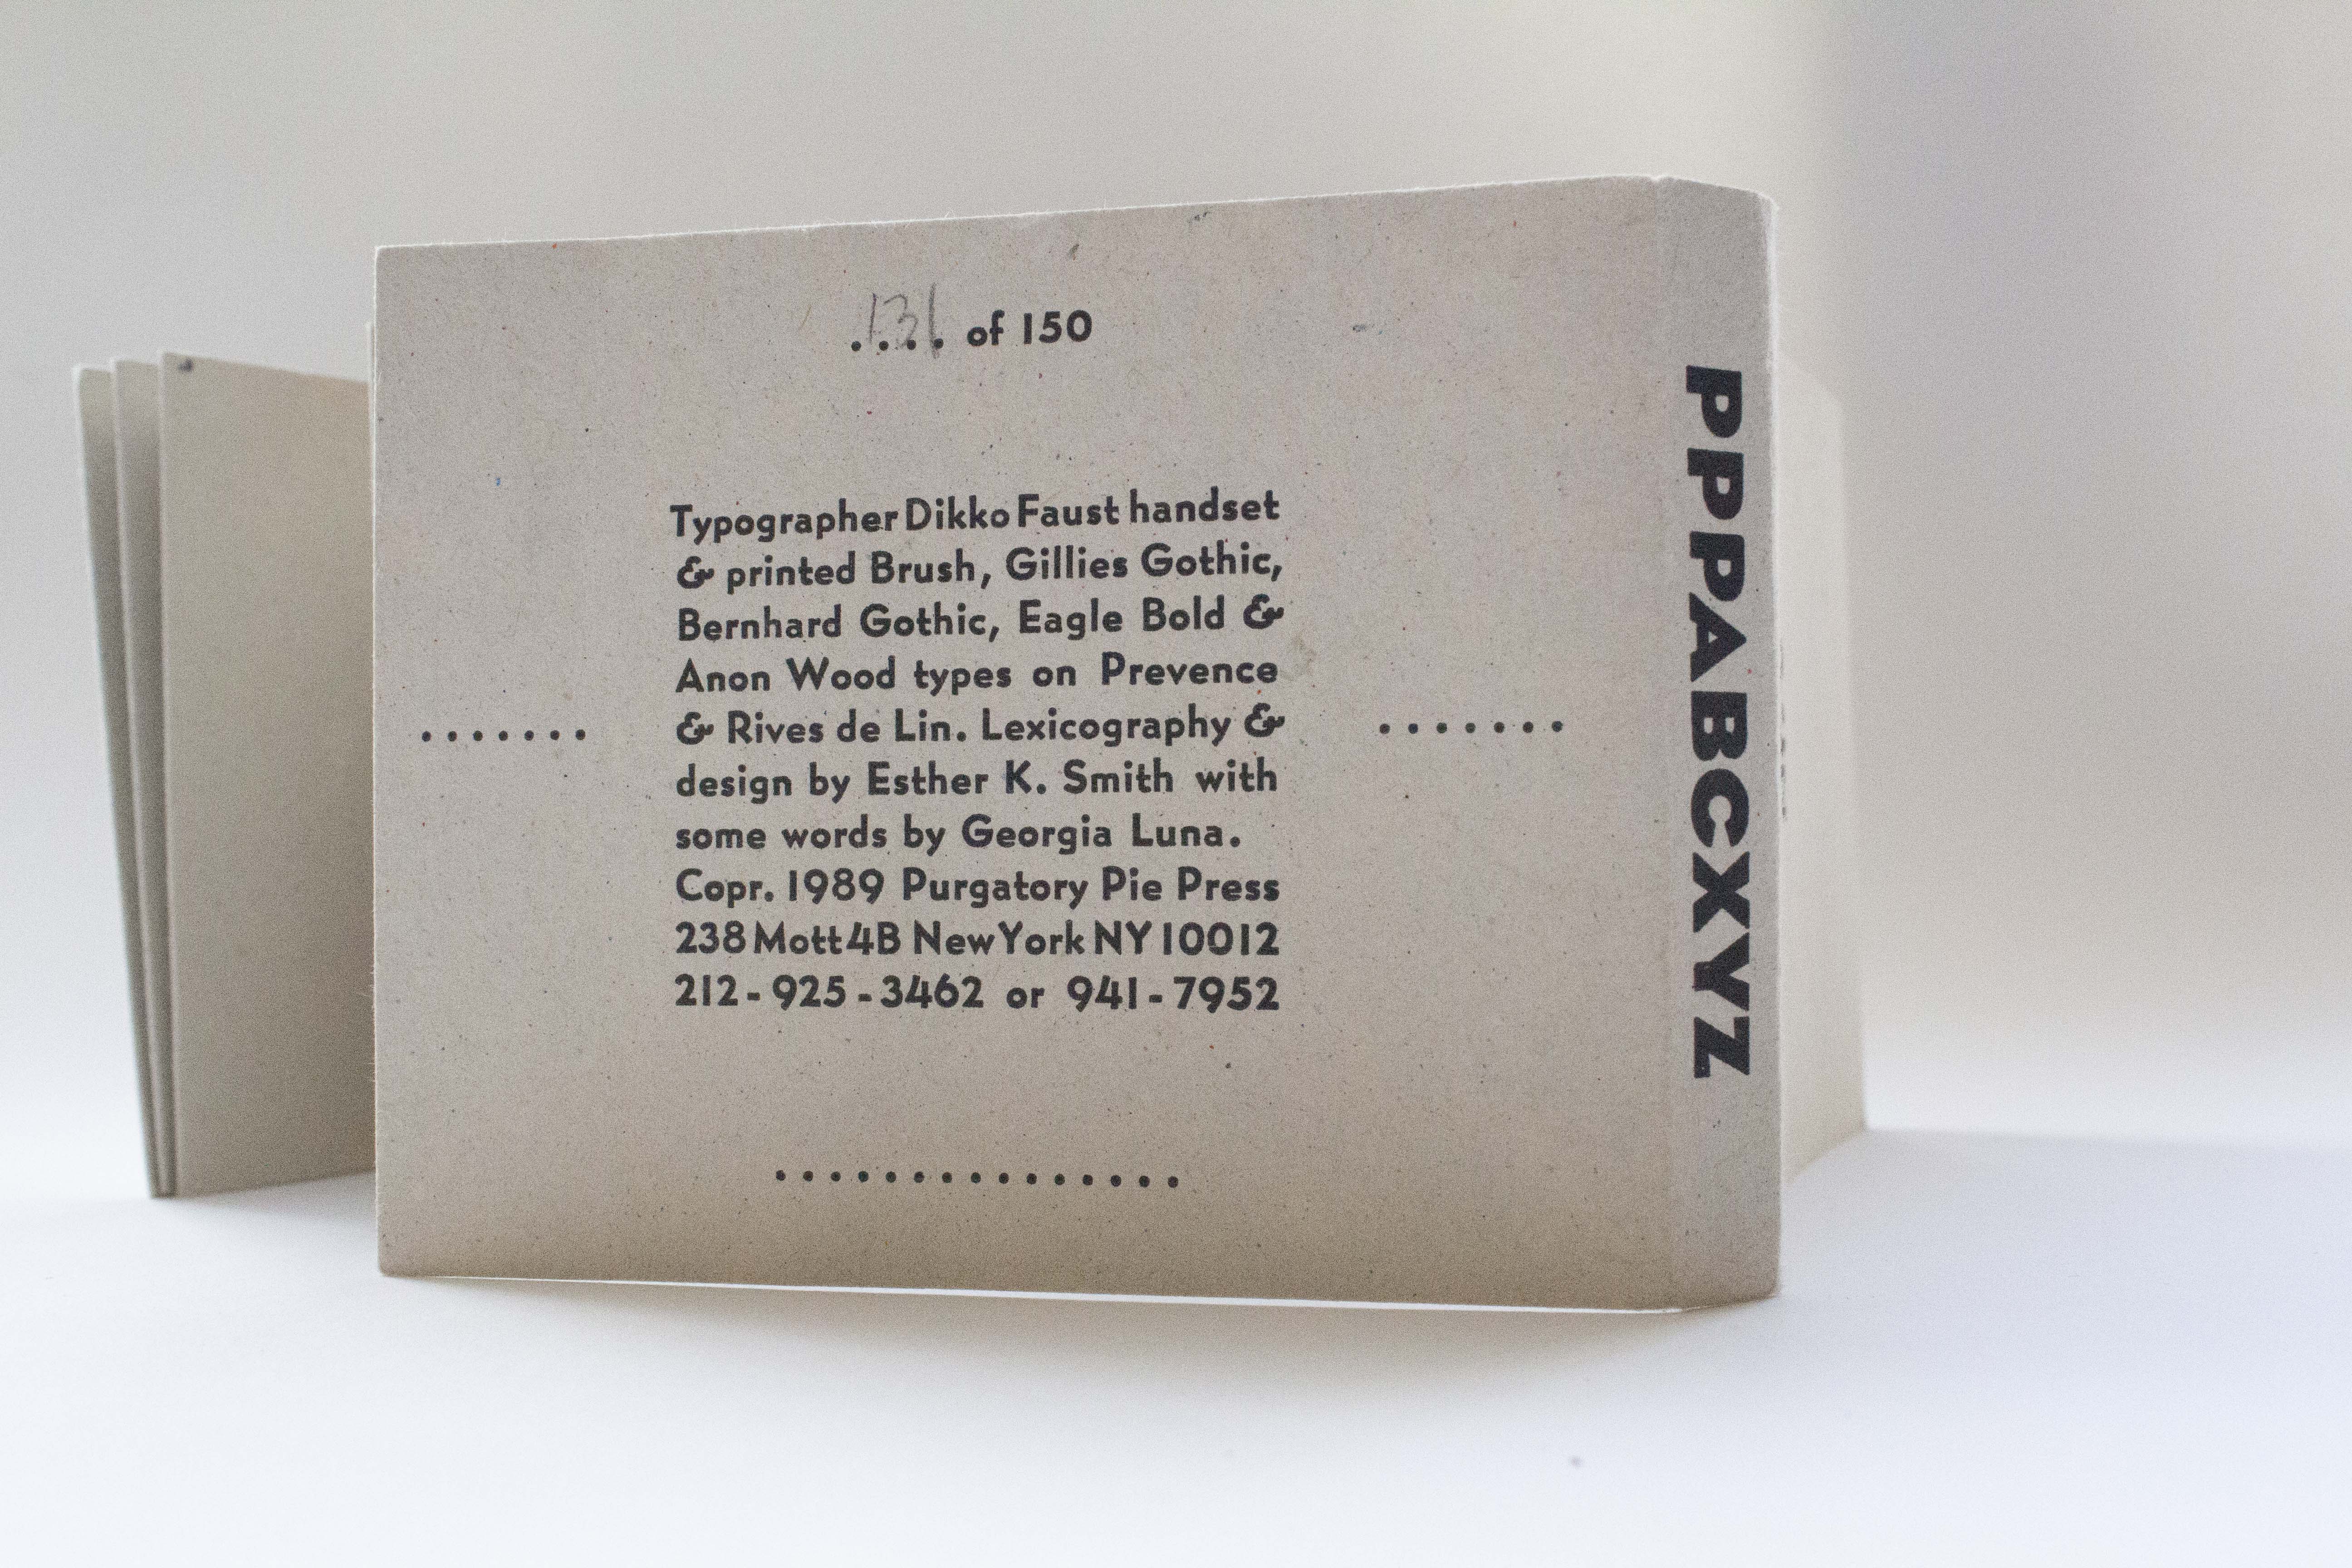 131 of 150
Typographer Dikko Faust handset
& printed Brush, Gillies Gothic,
Bernhard Gothic, Eagle Bold &
Anon Wood types on Prevence
& Rives de Lin. Lexicography &
design by Esther K. Smith with
some words by Georgia Luna.
Copr. 1989 Purgatory Pie Press
238 Mott 4B New York NY 10012
212-925-3462 or 941-7952
PPPABCXYZ